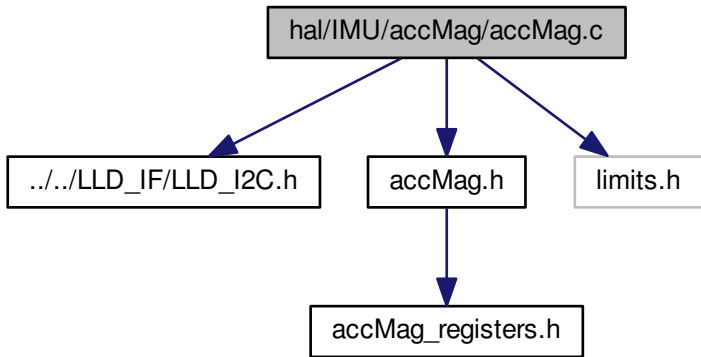 hal/IMU/accMag/accMag.c
../../LLD_IF/LLD_I2C.h
accMag.h
limits.h
accMag_registers.h